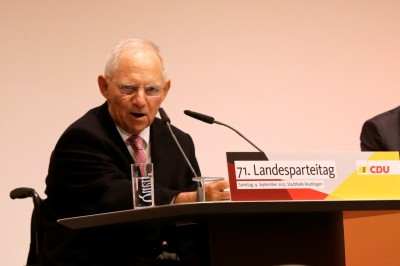 71. Landesparteitag
CDU
Samstag, 9. September 2017, Stadthalle Reutlingen